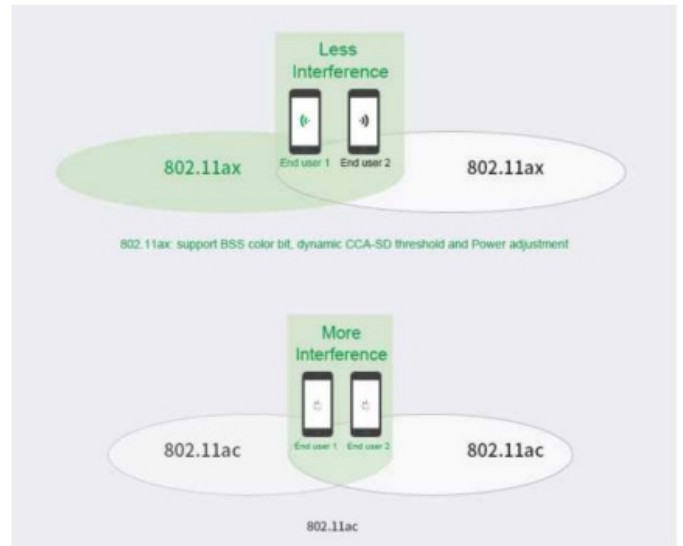 Less
Interference
802.11ax
End user 1 End user 2
802.11ax
802.11ax: support BSS color bit, dynamic CCA-SD threshold and Power adjustment
More
Interference
802.11ac
End user 1 End user 2
802.11ac
802.11ac